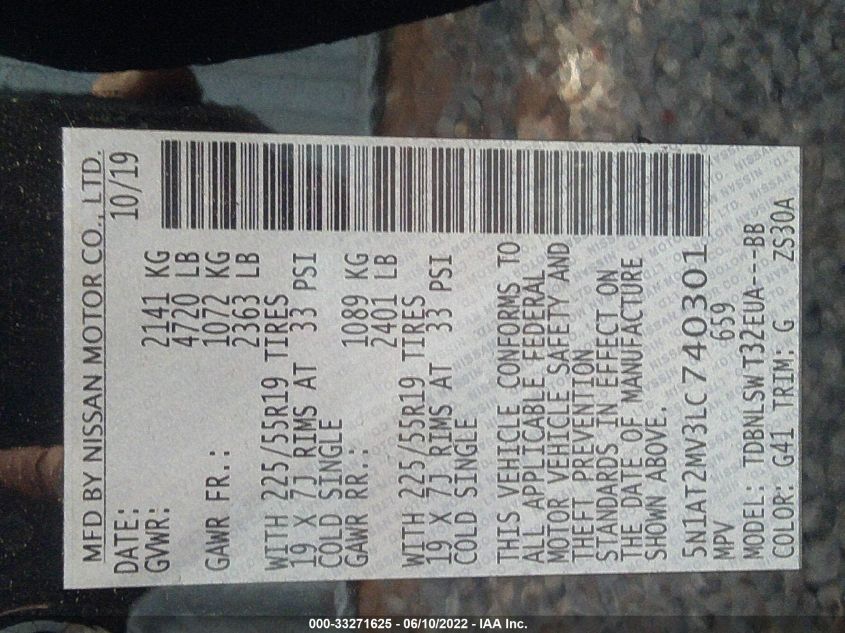 MFD BY NISSAN MOTOR CO., LTD.
DATE: 10/19
GVWR: 2141 KG
4720 LB
GAWR FR.: 1072 KG
2363 LB
WITH 225/55R19 TIRES
19 X 7J RIMS AT 33 PSI
COLD SINGLE
GAWR RR.: 1089 KG
2401 LB
WITH 225/55R19 TIRES
19 X 7J RIMS AT 33 PSI
COLD SINGLE
THIS VEHICLE CONFORMS TO
ALL APPLICABLE FEDERAL
MOTOR VEHICLE SAFETY AND
THEFT PREVENTION
STANDARDS IN EFFECT ON
THE DATE OF MANUFACTURE
SHOWN ABOVE.
5N1AT2MV3LC740301
MPV 659
MODEL: TDBNLSW T32EUA---BB
COLOR: G41 TRIM: G ZS30A
000-33271625 - 06/10/2022 - IAA Inc.